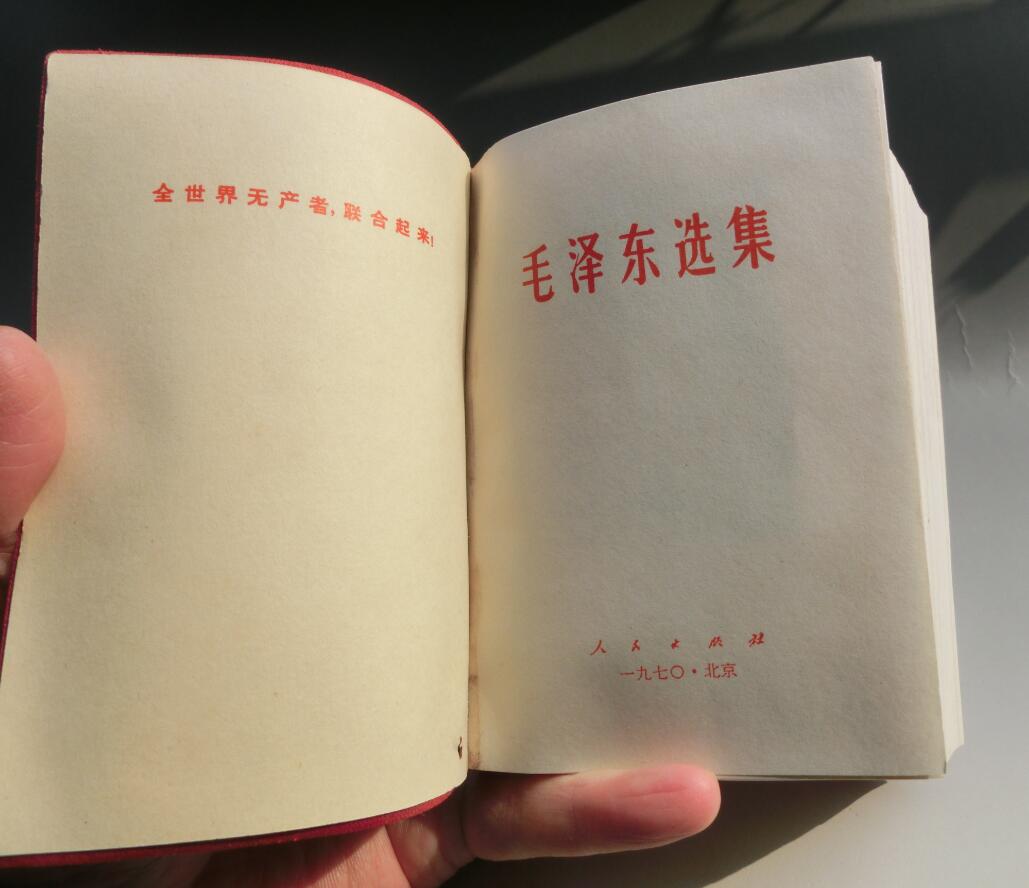 全世界无产者,联合起来!
毛泽东选集
人民出版社
一九七〇·北京